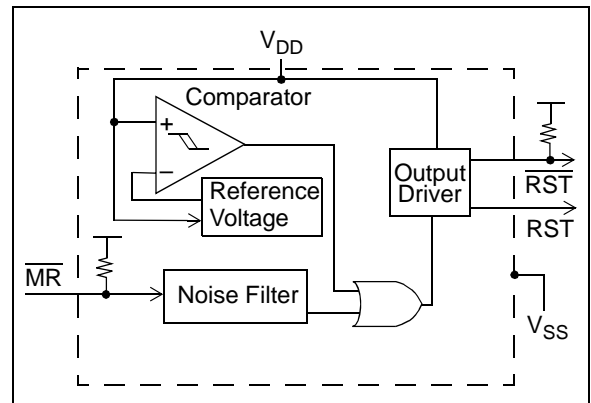 VDD
Comparator
+
–
Reference
Voltage
Output
Driver
RST
RST
MR
Noise Filter
VSS